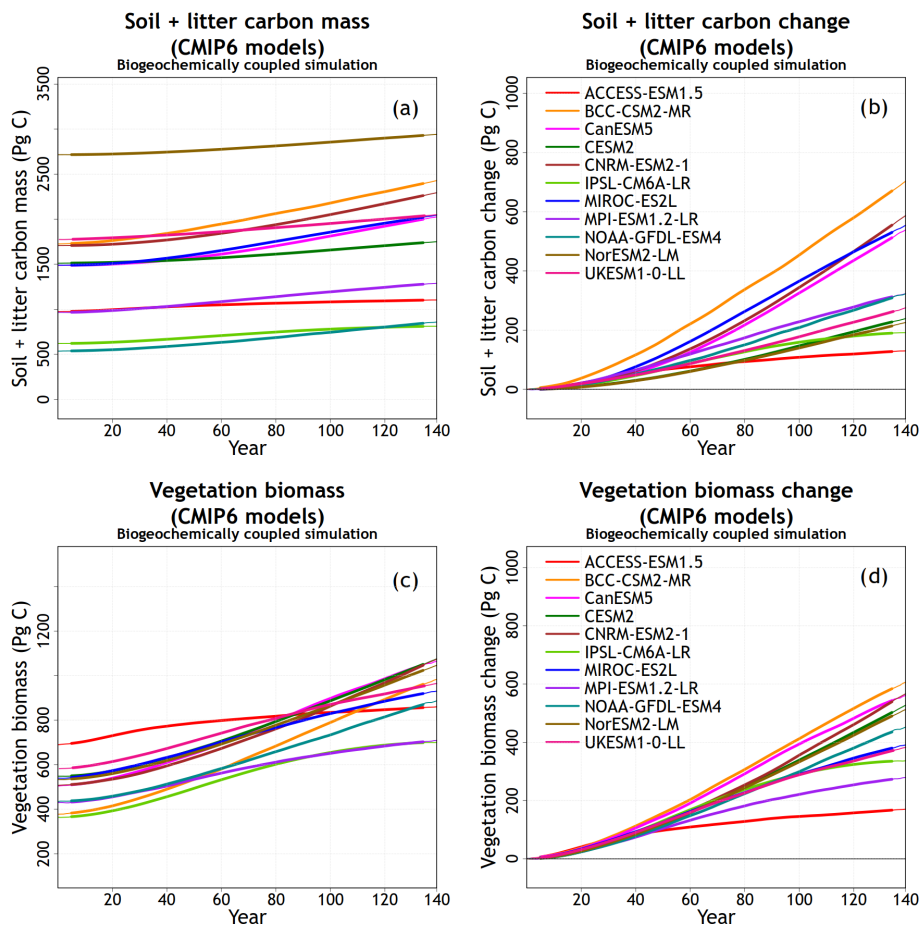 Soil + litter carbon mass
(CMIP6 models)
Biogeochemically coupled simulation
(a)
Soil + litter carbon mass (Pg C)
3500
2500
1500
500
0
20 40 60 80 100 120 140
Year
Soil + litter carbon change
(CMIP6 models)
Biogeochemically coupled simulation
(b)
ACCESS-ESM1.5
BCC-CSM2-MR
CanESM5
CESM2
CNRM-ESM2-1
IPSL-CM6A-LR
MIROC-ES2L
MPI-ESM1.2-LR
NOAA-GFDL-ESM4
NorESM2-LM
UKESM1-0-LL
Soil + litter carbon change (Pg C)
1000
800
600
400
200
0
20 40 60 80 100 120 140
Year
Vegetation biomass
(CMIP6 models)
Biogeochemically coupled simulation
(c)
Vegetation biomass (Pg C)
1200
800
600
400
200
20 40 60 80 100 120 140
Year
Vegetation biomass change
(CMIP6 models)
Biogeochemically coupled simulation
(d)
ACCESS-ESM1.5
BCC-CSM2-MR
CanESM5
CESM2
CNRM-ESM2-1
IPSL-CM6A-LR
MIROC-ES2L
MPI-ESM1.2-LR
NOAA-GFDL-ESM4
NorESM2-LM
UKESM1-0-LL
Vegetation biomass change (Pg C)
1000
800
600
400
200
0
20 40 60 80 100 120 140
Year